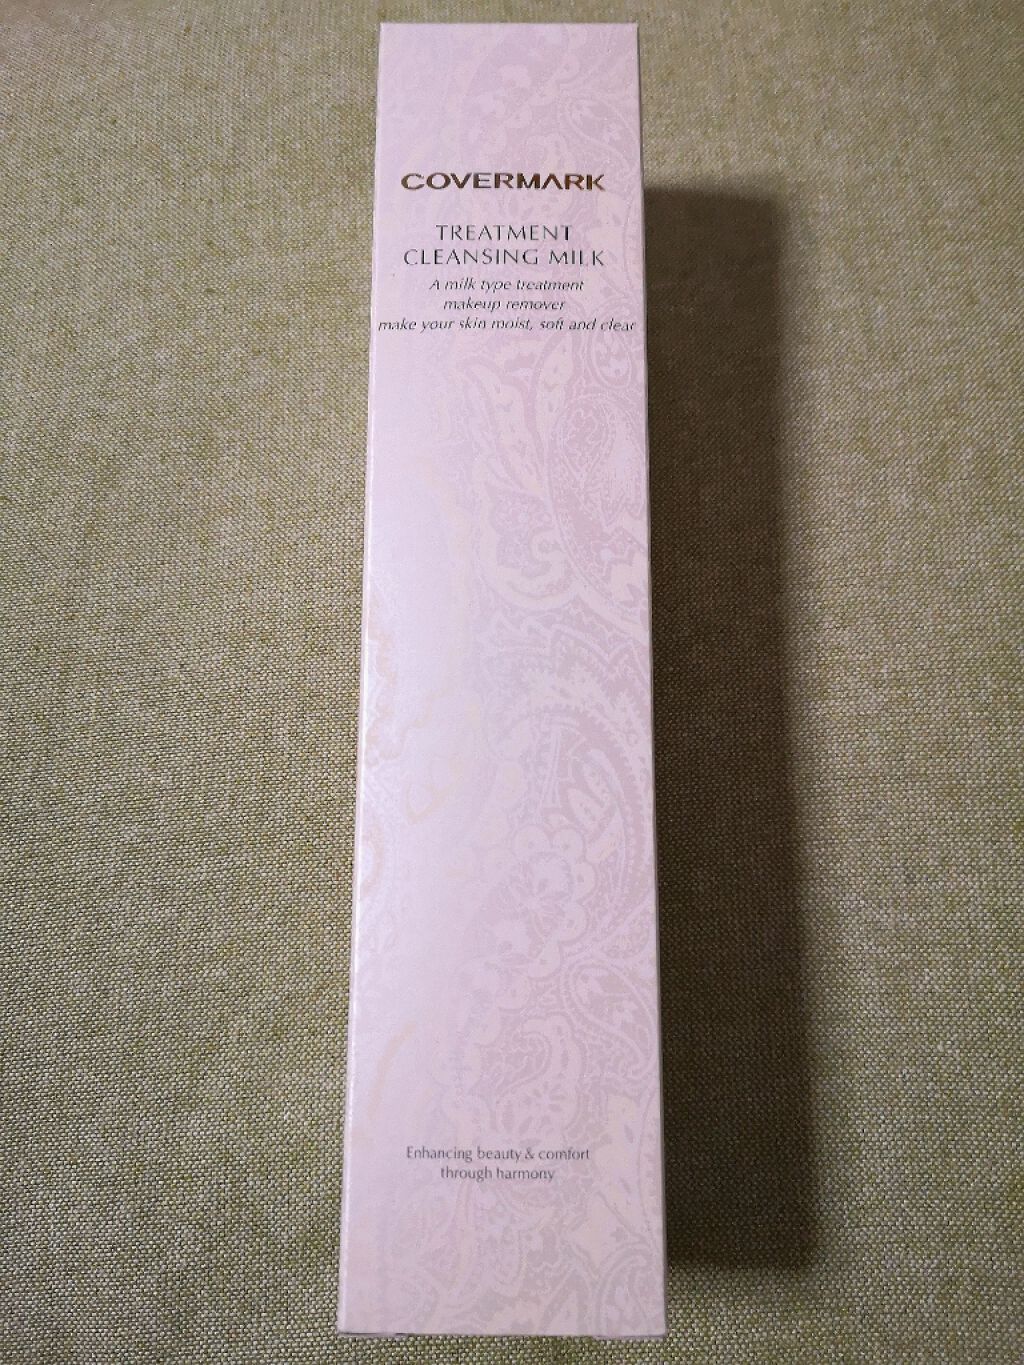 COVERMARK
TREATMENT
CLEANSING MILK
A milk type treatment
makeup remover
make your skin moist, soft and clear
Enhancing beauty & comfort
through harmony